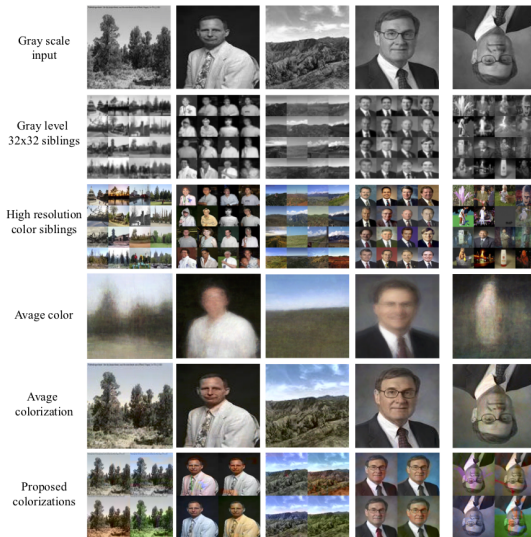 Gray scale
input
Gray level
32x32 siblings
High resolution
color siblings
Avage color
Avage
colorization
Proposed
colorizations